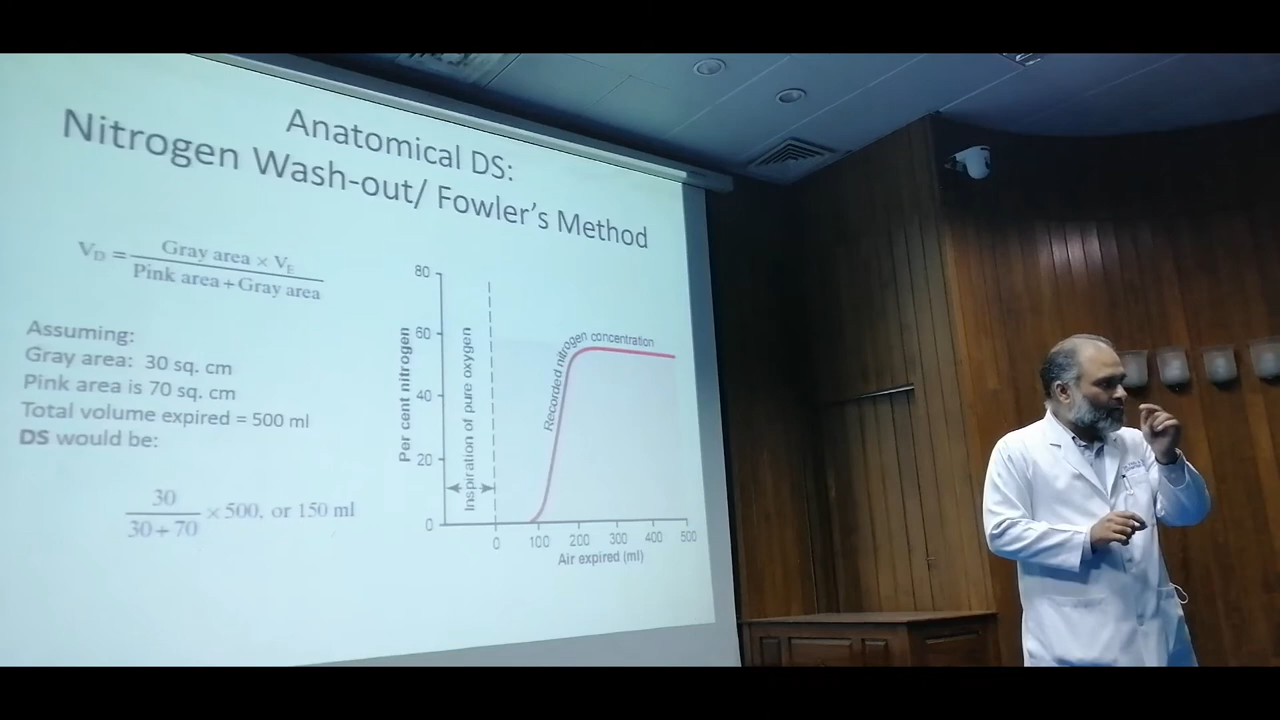 Anatomical DS:
Nitrogen Wash-out/ Fowler's Method
V_D = Gray area × V_E
Pink area + Gray area
Assuming:
Gray area: 30 sq. cm
Pink area is 70 sq. cm
Total volume expired = 500 ml
DS would be:
30
30 + 70
× 500, or 150 ml
80
60
40
20
0
Per cent nitrogen
Inspiration of pure oxygen
Recorded nitrogen concentration
0 100 200 300 400 500
Air expired (ml)